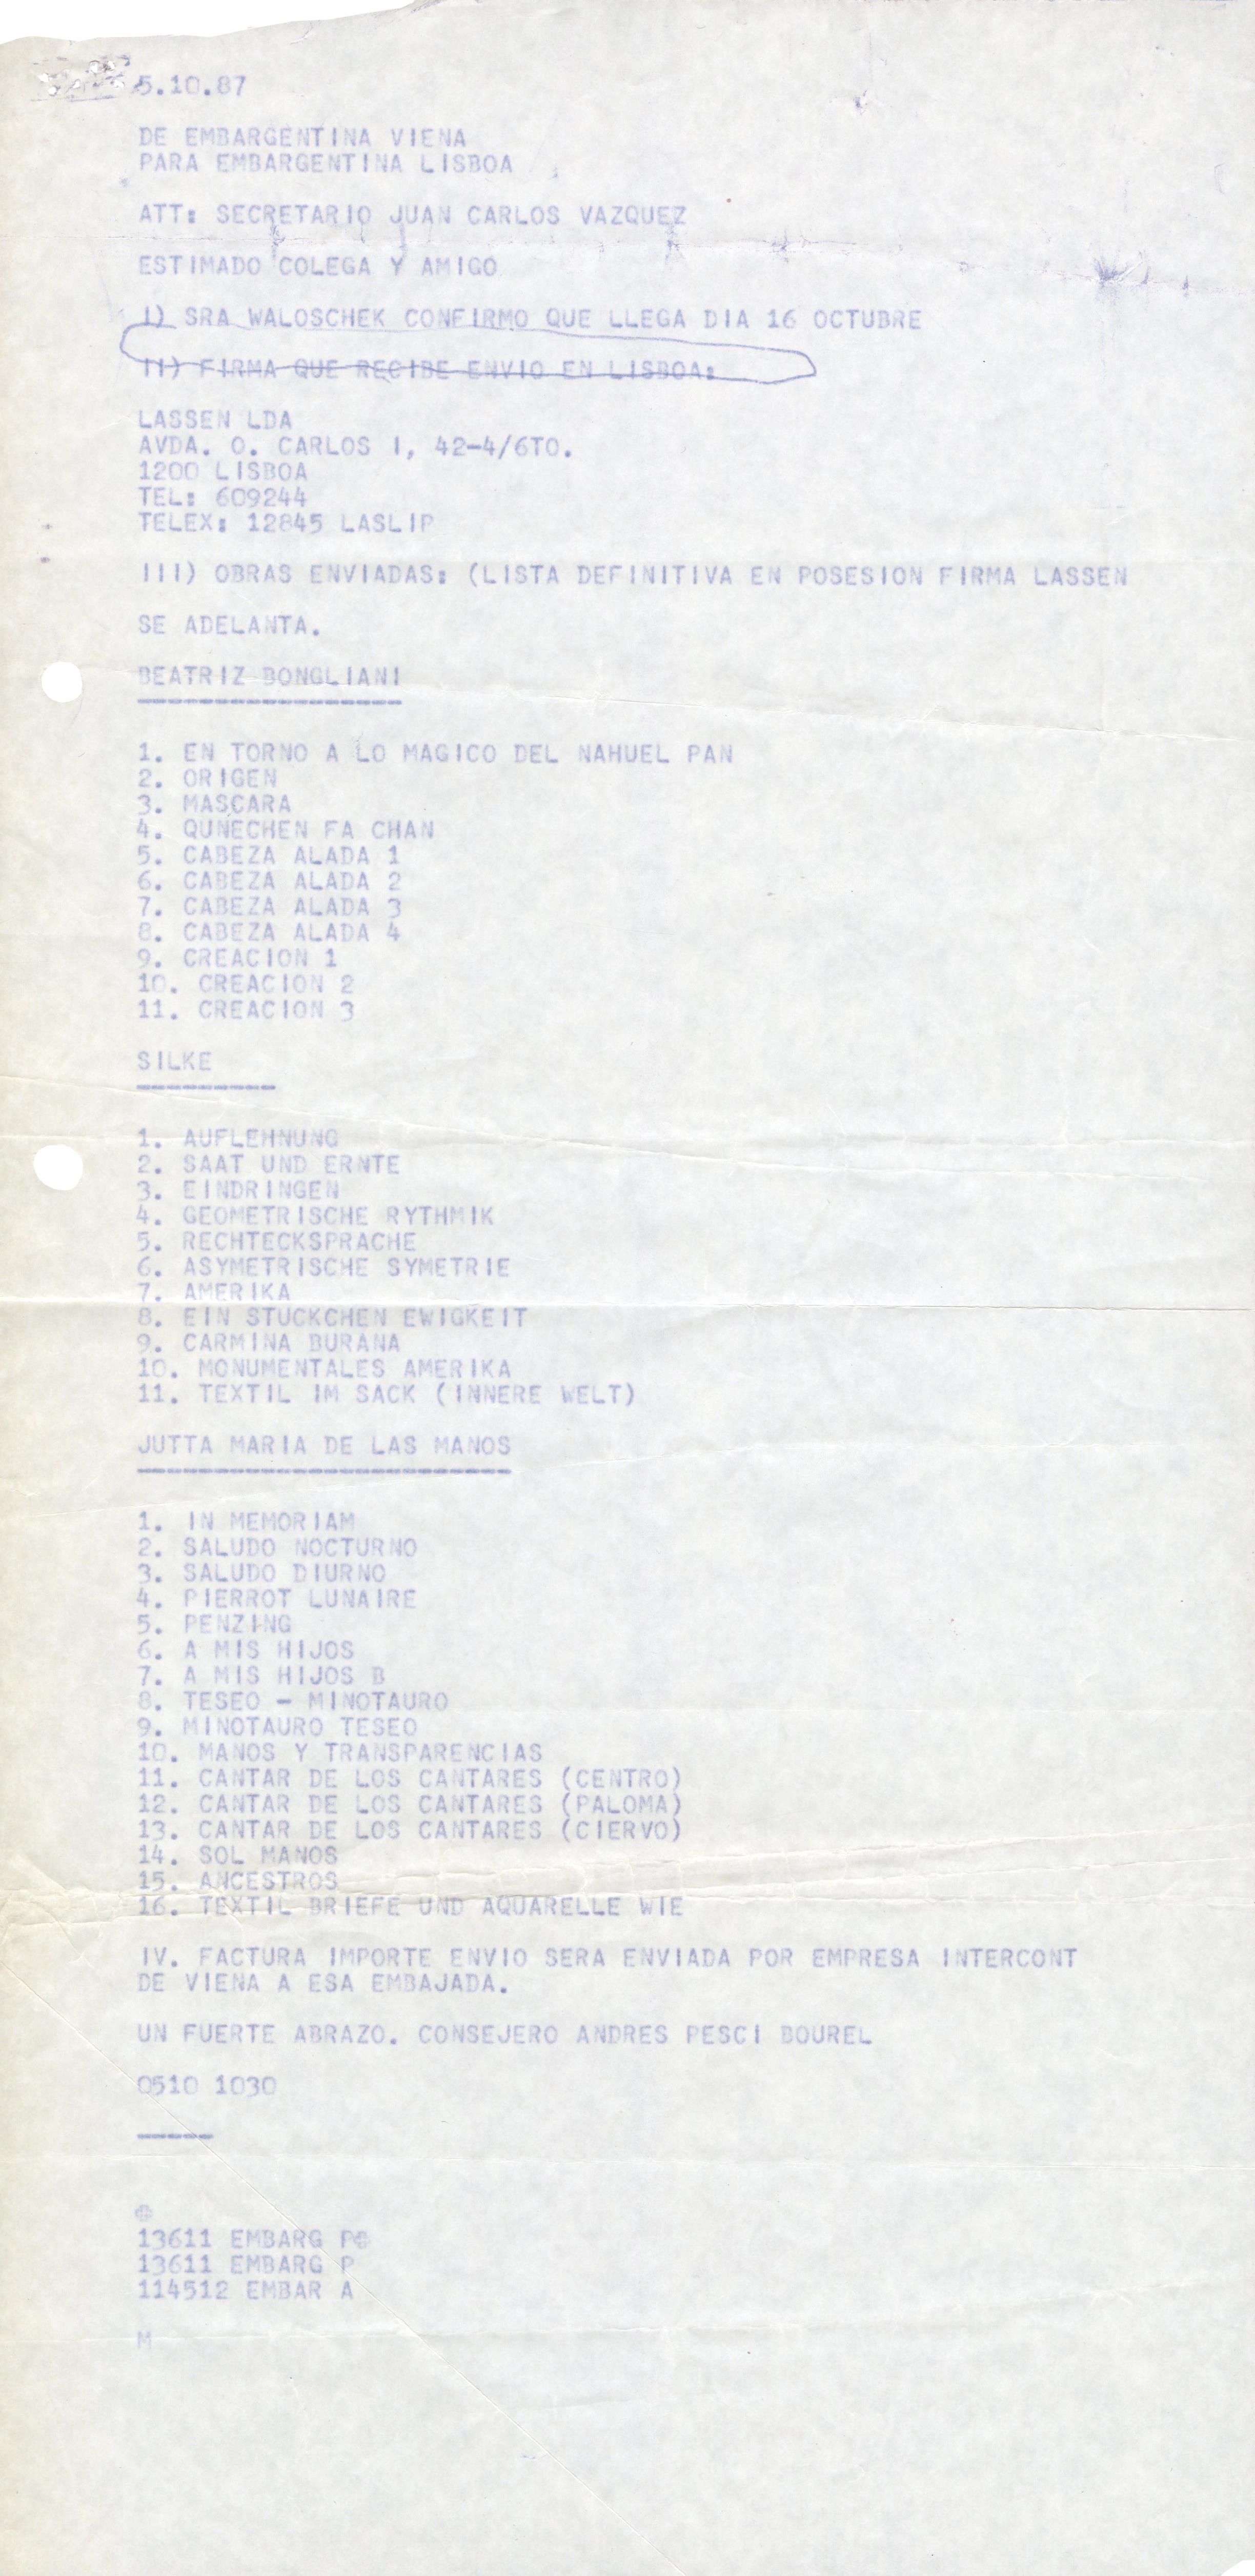 5.10.87
DE EMBARGENTINA VIENA
PARA EMBARGENTINA LISBOA
ATT: SECRETARIO JUAN CARLOS VAZQUEZ
ESTIMADO COLEGA Y AMIGO
I) SRA WALOSCHEK CONFIRMO QUE LLEGA DIA 16 OCTUBRE
II) FIRMA QUE RECIBE ENVIO EN LISBOA:
LASSEN LDA
AVDA. O. CARLOS I, 42-4/6TO.
1200 LISBOA
TEL: 609244
TELEX: 12845 LASLIP
III) OBRAS ENVIADAS: (LISTA DEFINITIVA EN POSESION FIRMA LASSEN
SE ADELANTA.
BEATRIZ BONGLIANI
-----------------
1. EN TORNO A LO MAGICO DEL NAHUEL PAN
2. ORIGEN
3. MASCARA
4. QUNECHEN FA CHAN
5. CABEZA ALADA 1
6. CABEZA ALADA 2
7. CABEZA ALADA 3
8. CABEZA ALADA 4
9. CREACION 1
10. CREACION 2
11. CREACION 3
SILKE
---------
1. AUFLEHNUNG
2. SAAT UND ERNTE
3. EINDRINGEN
4. GEOMETRISCHE RYTHMIK
5. RECHTECKSPRACHE
6. ASYMETRISCHE SYMETRIE
7. AMERIKA
8. EIN STUCKCHEN EWIGKEIT
9. CARMINA BURANA
10. MONUMENTALES AMERIKA
11. TEXTIL IM SACK (INNERE WELT)
JUTTA MARIA DE LAS MANOS
------------------------
1. IN MEMORIAM
2. SALUDO NOCTURNO
3. SALUDO DIURNO
4. PIERROT LUNAIRE
5. PENZING
6. A MIS HIJOS
7. A MIS HIJOS B
8. TESEO - MINOTAURO
9. MINOTAURO TESEO
10. MANOS Y TRANSPARENCIAS
11. CANTAR DE LOS CANTARES (CENTRO)
12. CANTAR DE LOS CANTARES (PALOMA)
13. CANTAR DE LOS CANTARES (CIERVO)
14. SOL MANOS
15. ANCESTROS
16. TEXTIL BRIEFE UND AQUARELLE WIE
IV. FACTURA IMPORTE ENVIO SERA ENVIADA POR EMPRESA INTERCONT
DE VIENA A ESA EMBAJADA.
UN FUERTE ABRAZO. CONSEJERO ANDRES PESCI BOUREL
0510 1030
-----
13611 EMBARG P
13611 EMBARG P
114512 EMBAR A
M